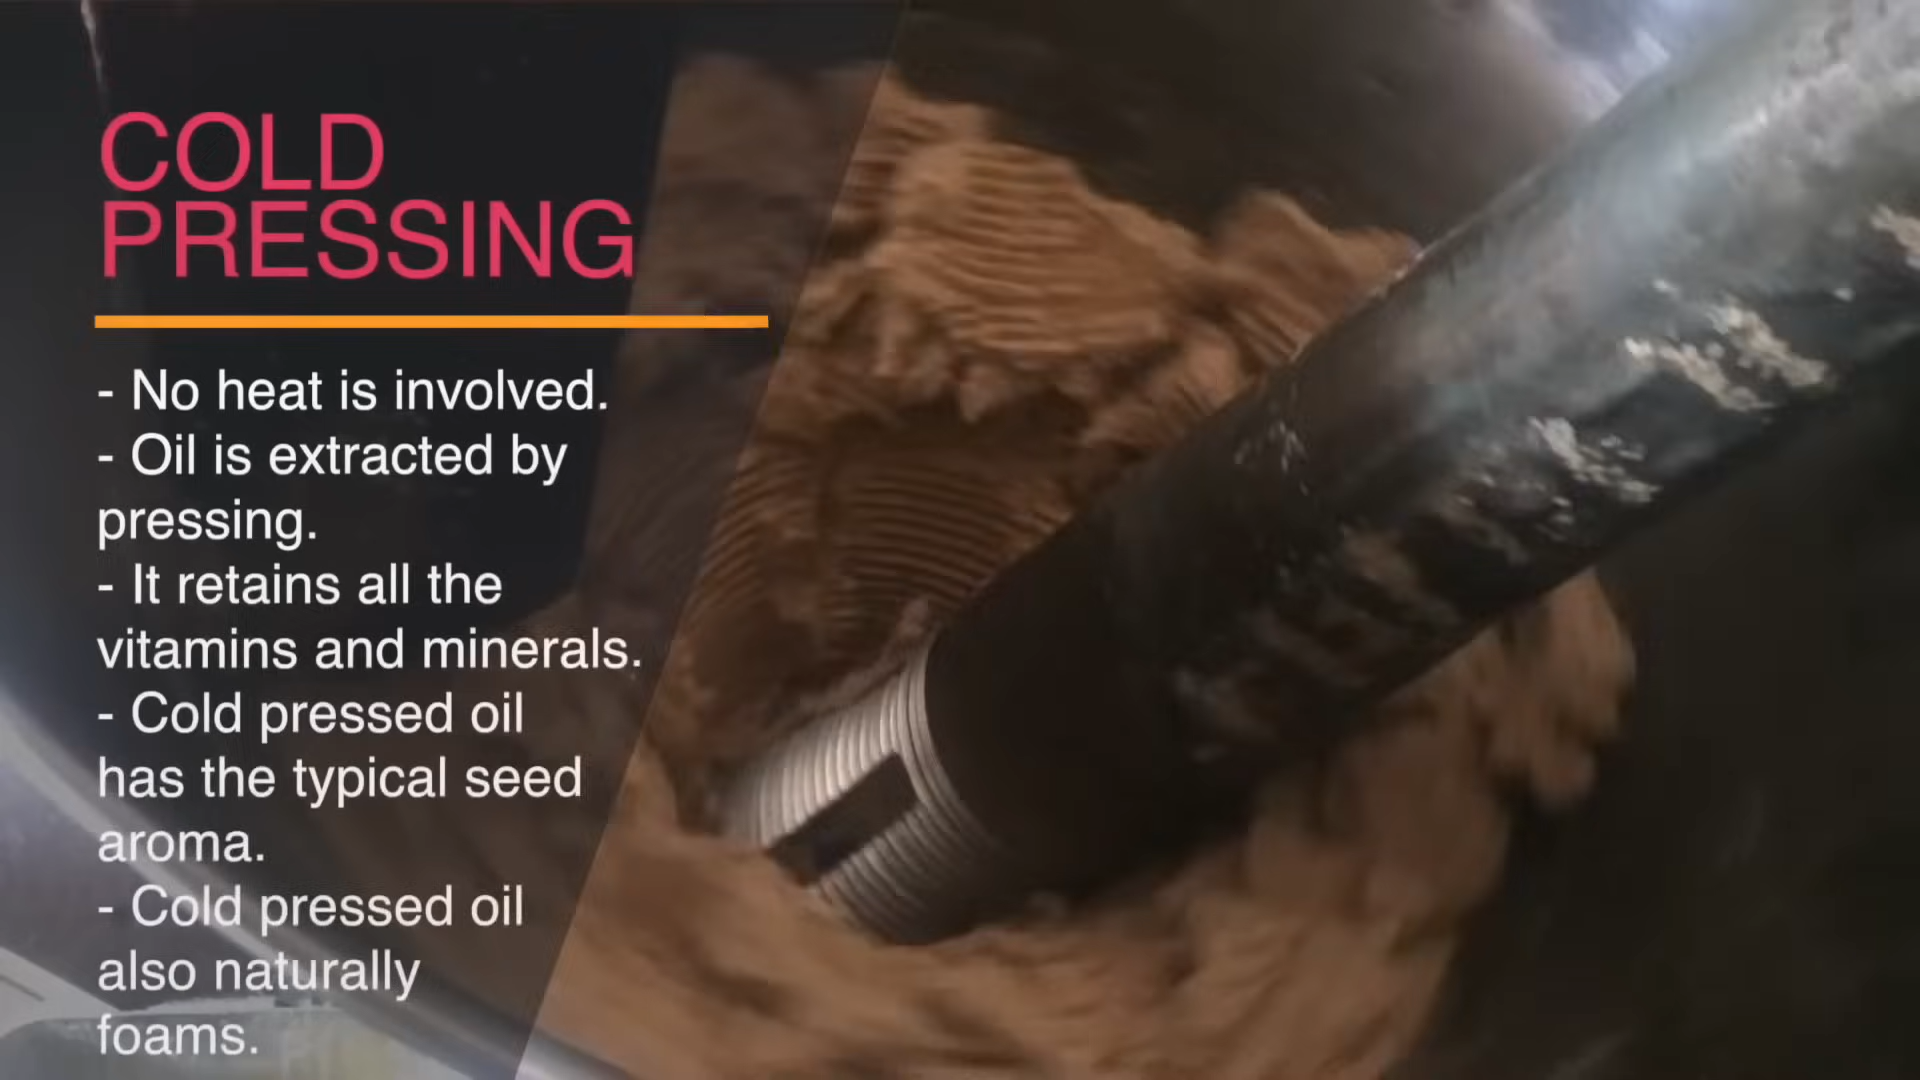 COLD
PRESSING
- No heat is involved.
- Oil is extracted by
pressing.
- It retains all the
vitamins and minerals.
- Cold pressed oil
has the typical seed
aroma.
- Cold pressed oil
also naturally
foams.